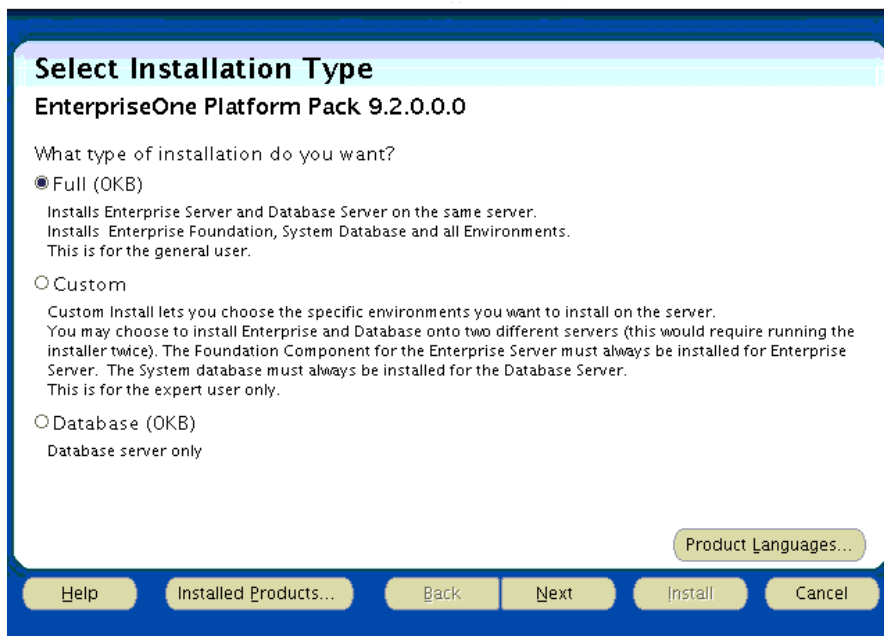 Select Installation Type
EnterpriseOne Platform Pack 9.2.0.0.0
What type of installation do you want?
Full (0KB)
Installs Enterprise Server and Database Server on the same server.
Installs Enterprise Foundation, System Database and all Environments.
This is for the general user.
Custom
Custom Install lets you choose the specific environments you want to install on the server.
You may choose to install Enterprise and Database onto two different servers (this would require running the
installer twice). The Foundation Component for the Enterprise Server must always be installed for Enterprise
Server. The System database must always be installed for the Database Server.
This is for the expert user only.
Database (0KB)
Database server only
Product Languages...
Help Installed Products... Back Next Install Cancel